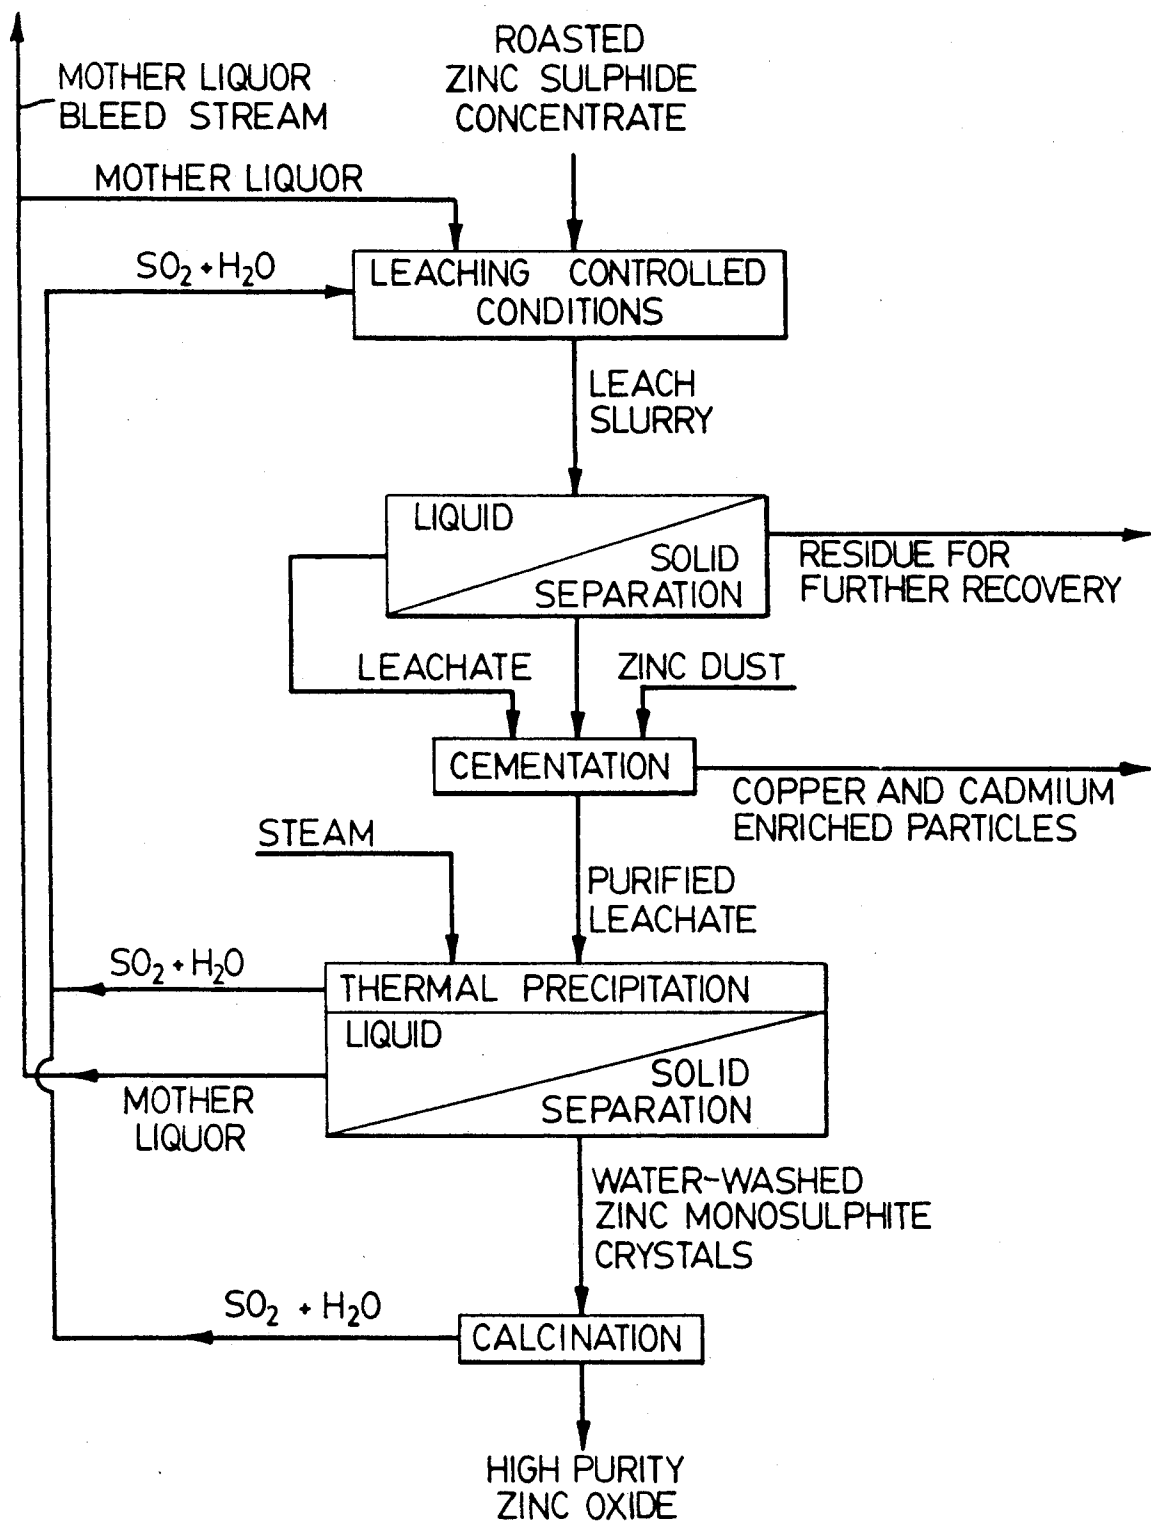 ROASTED
ZINC SULPHIDE
CONCENTRATE
MOTHER LIQUOR
BLEED STREAM
MOTHER LIQUOR
SO₂ + H₂O
LEACHING CONTROLLED
CONDITIONS
LEACH
SLURRY
LIQUID
SOLID
SEPARATION
RESIDUE FOR
FURTHER RECOVERY
LEACHATE
ZINC DUST
CEMENTATION
COPPER AND CADMIUM
ENRICHED PARTICLES
STEAM
PURIFIED
LEACHATE
SO₂ + H₂O
THERMAL PRECIPITATION
LIQUID
SOLID
SEPARATION
MOTHER
LIQUOR
WATER-WASHED
ZINC MONOSULPHITE
CRYSTALS
SO₂ + H₂O
CALCINATION
HIGH PURITY
ZINC OXIDE